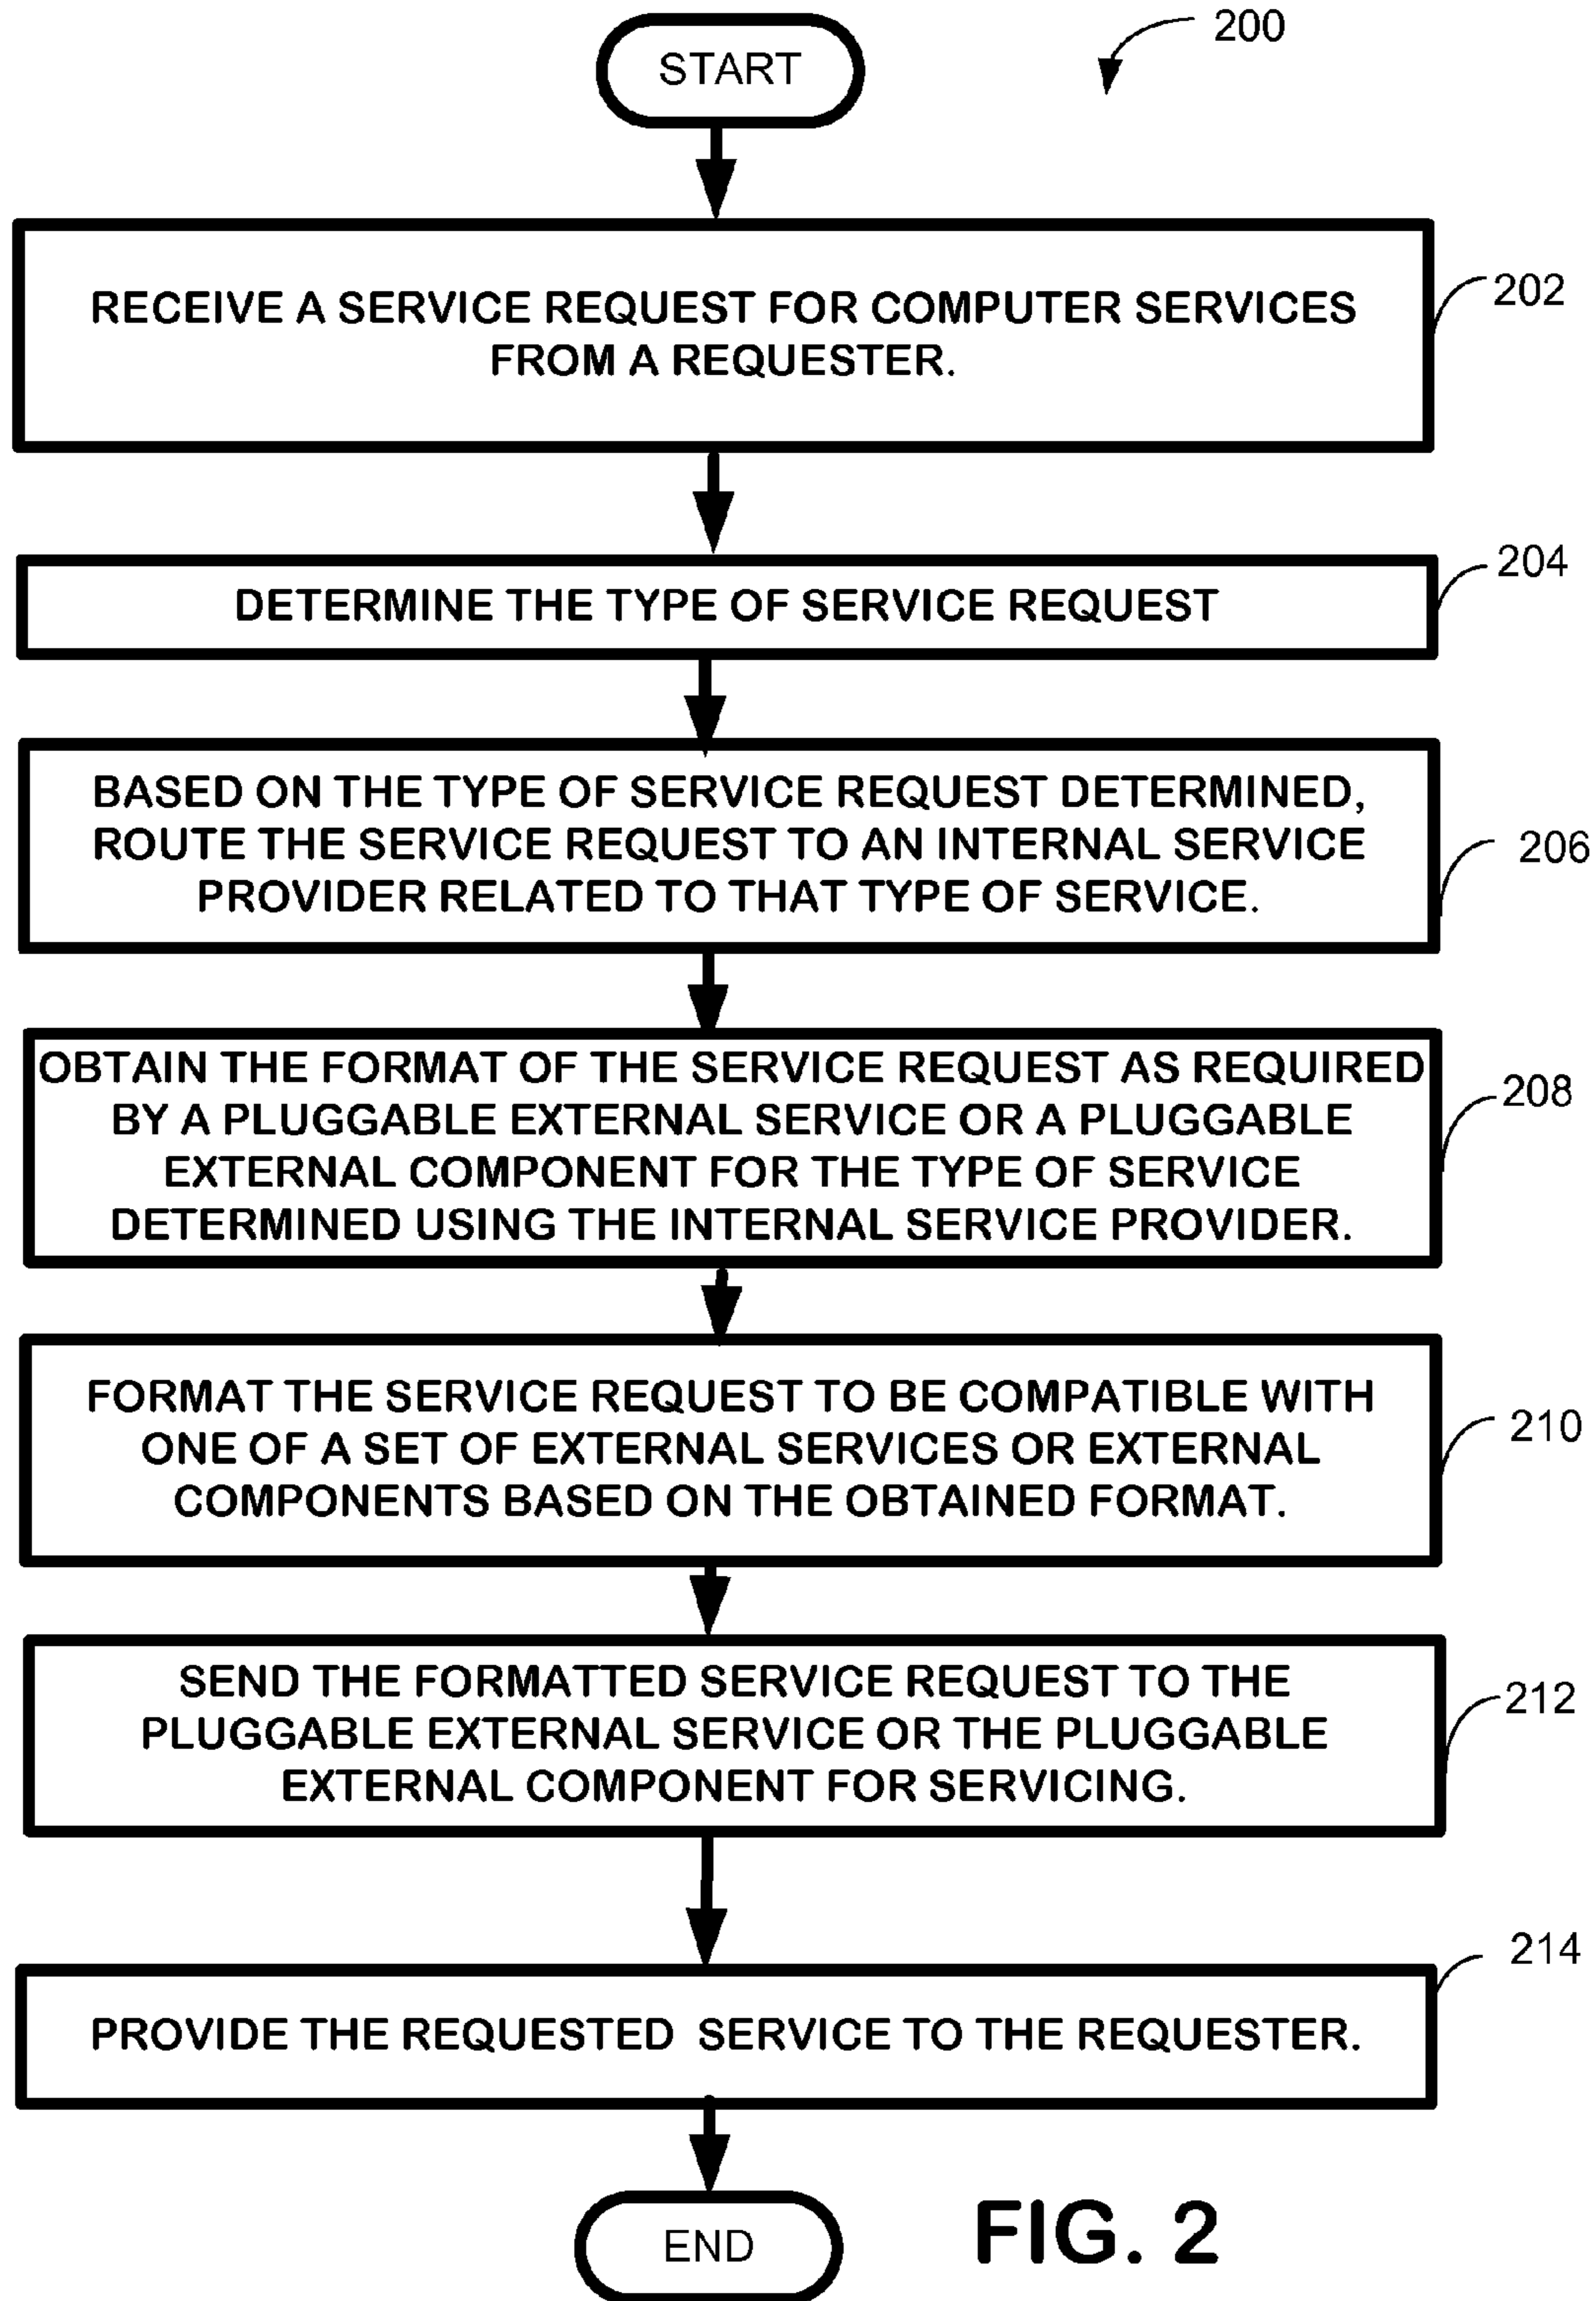 START
200
RECEIVE A SERVICE REQUEST FOR COMPUTER SERVICES
FROM A REQUESTER.
202
DETERMINE THE TYPE OF SERVICE REQUEST
204
BASED ON THE TYPE OF SERVICE REQUEST DETERMINED,
ROUTE THE SERVICE REQUEST TO AN INTERNAL SERVICE
PROVIDER RELATED TO THAT TYPE OF SERVICE.
206
OBTAIN THE FORMAT OF THE SERVICE REQUEST AS REQUIRED
BY A PLUGGABLE EXTERNAL SERVICE OR A PLUGGABLE
EXTERNAL COMPONENT FOR THE TYPE OF SERVICE
DETERMINED USING THE INTERNAL SERVICE PROVIDER.
208
FORMAT THE SERVICE REQUEST TO BE COMPATIBLE WITH
ONE OF A SET OF EXTERNAL SERVICES OR EXTERNAL
COMPONENTS BASED ON THE OBTAINED FORMAT.
210
SEND THE FORMATTED SERVICE REQUEST TO THE
PLUGGABLE EXTERNAL SERVICE OR THE PLUGGABLE
EXTERNAL COMPONENT FOR SERVICING.
212
PROVIDE THE REQUESTED SERVICE TO THE REQUESTER.
214
END
FIG. 2